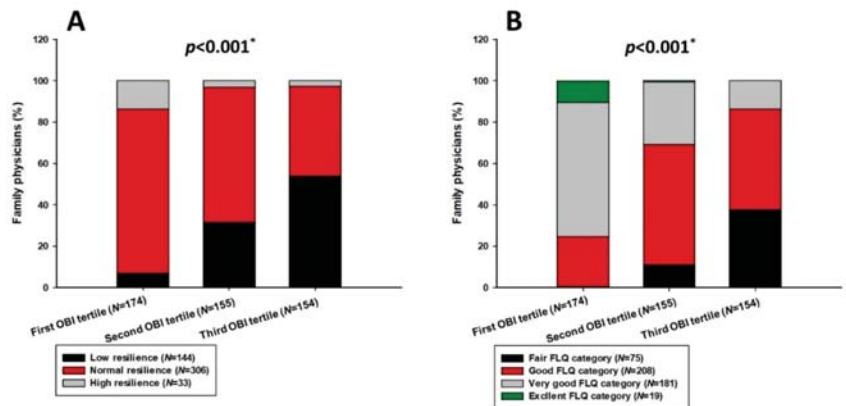 A
p<0.001*
Family physicians (%)
120
100
80
60
40
20
0
First OBI tertile (N=174)
Second OBI tertile (N=155)
Third OBI tertile (N=154)
Low resilience (N=144)
Normal resilience (N=306)
High resilience (N=33)
B
p<0.001*
Family physicians (%)
120
100
80
60
40
20
0
First OBI tertile (N=174)
Second OBI tertile (N=155)
Third OBI tertile (N=154)
Fair FLQ category (N=75)
Good FLQ category (N=208)
Very good FLQ category (N=181)
Excllent FLQ category (N=19)